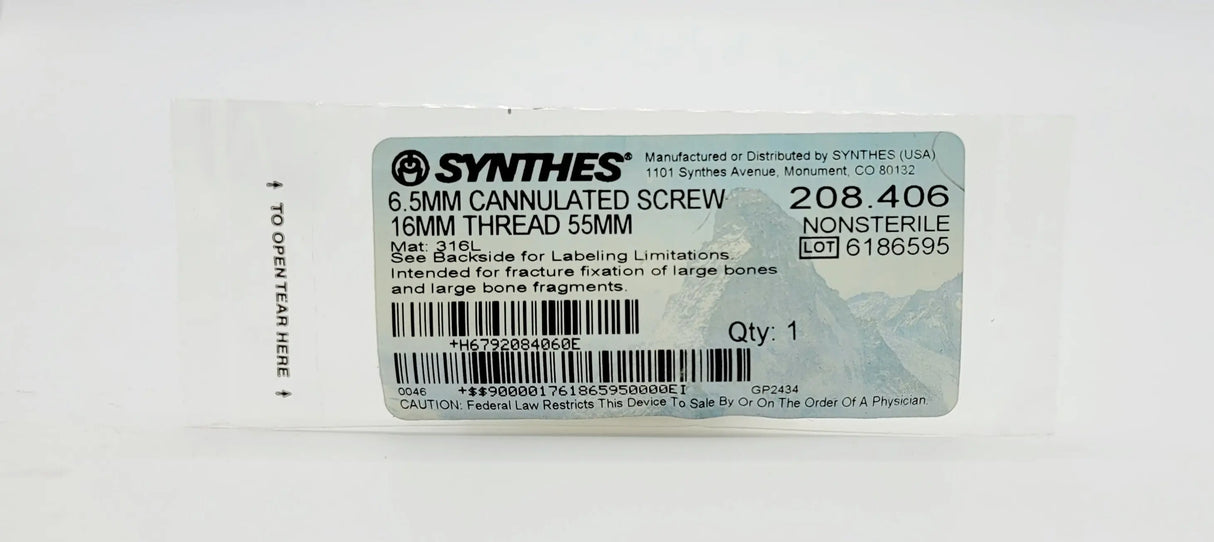 TO OPEN TEAR HERE
SYNTHES®
Manufactured or Distributed by SYNTHES (USA)
1101 Synthes Avenue, Monument, CO 80132
6.5MM CANNULATED SCREW
208.406
16MM THREAD 55MM
NONSTERILE
Mat: 316L
LOT 6186595
See Backside for Labeling Limitations.
Intended for fracture fixation of large bones
and large bone fragments.
Qty: 1
+H6792084060E
+$$900001761865950000EI
0046
GP2434
CAUTION: Federal Law Restricts This Device To Sale By Or On The Order Of A Physician.